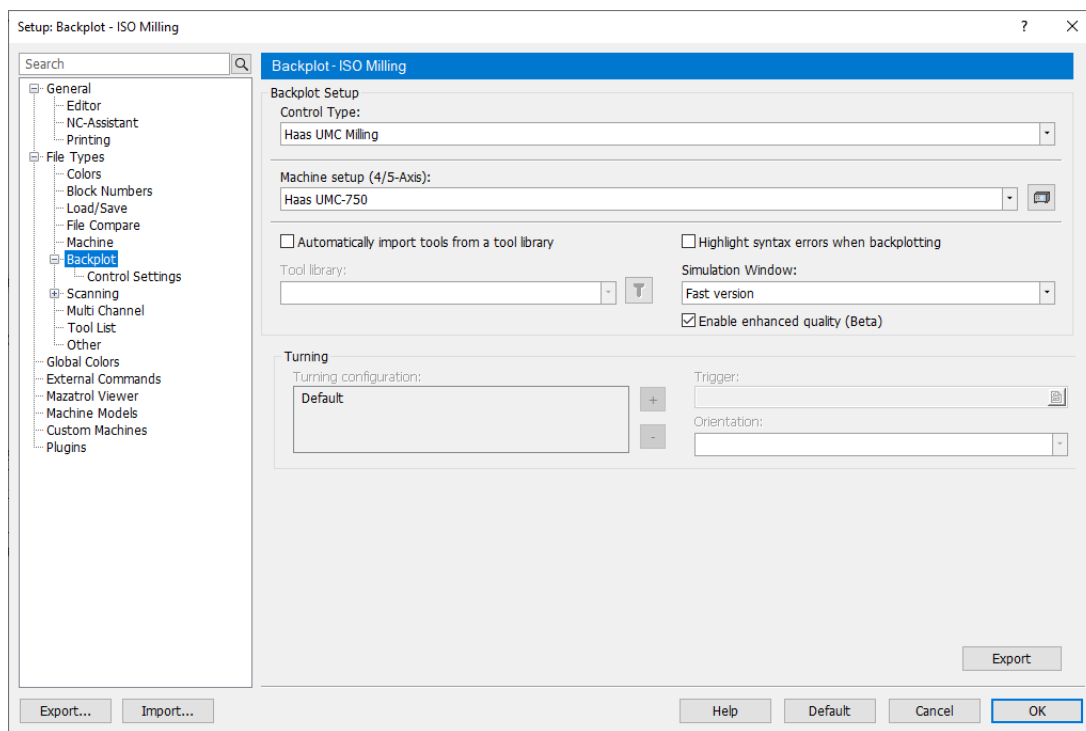 Setup: Backplot - ISO Milling
?
Search
General
Editor
NC-Assistant
Printing
File Types
Colors
Block Numbers
Load/Save
File Compare
Machine
Backplot
Control Settings
Scanning
Multi Channel
Tool List
Other
Global Colors
External Commands
Mazatrol Viewer
Machine Models
Custom Machines
Plugins
Backplot - ISO Milling
Backplot Setup
Control Type:
Haas UMC Milling
Machine setup (4/5-Axis):
Haas UMC-750
Automatically import tools from a tool library
Highlight syntax errors when backplotting
Tool library:
Simulation Window:
Fast version
Enable enhanced quality (Beta)
Turning
Turning configuration:
Trigger:
Default
+
-
Orientation:
Export
Export...
Import...
Help
Default
Cancel
OK